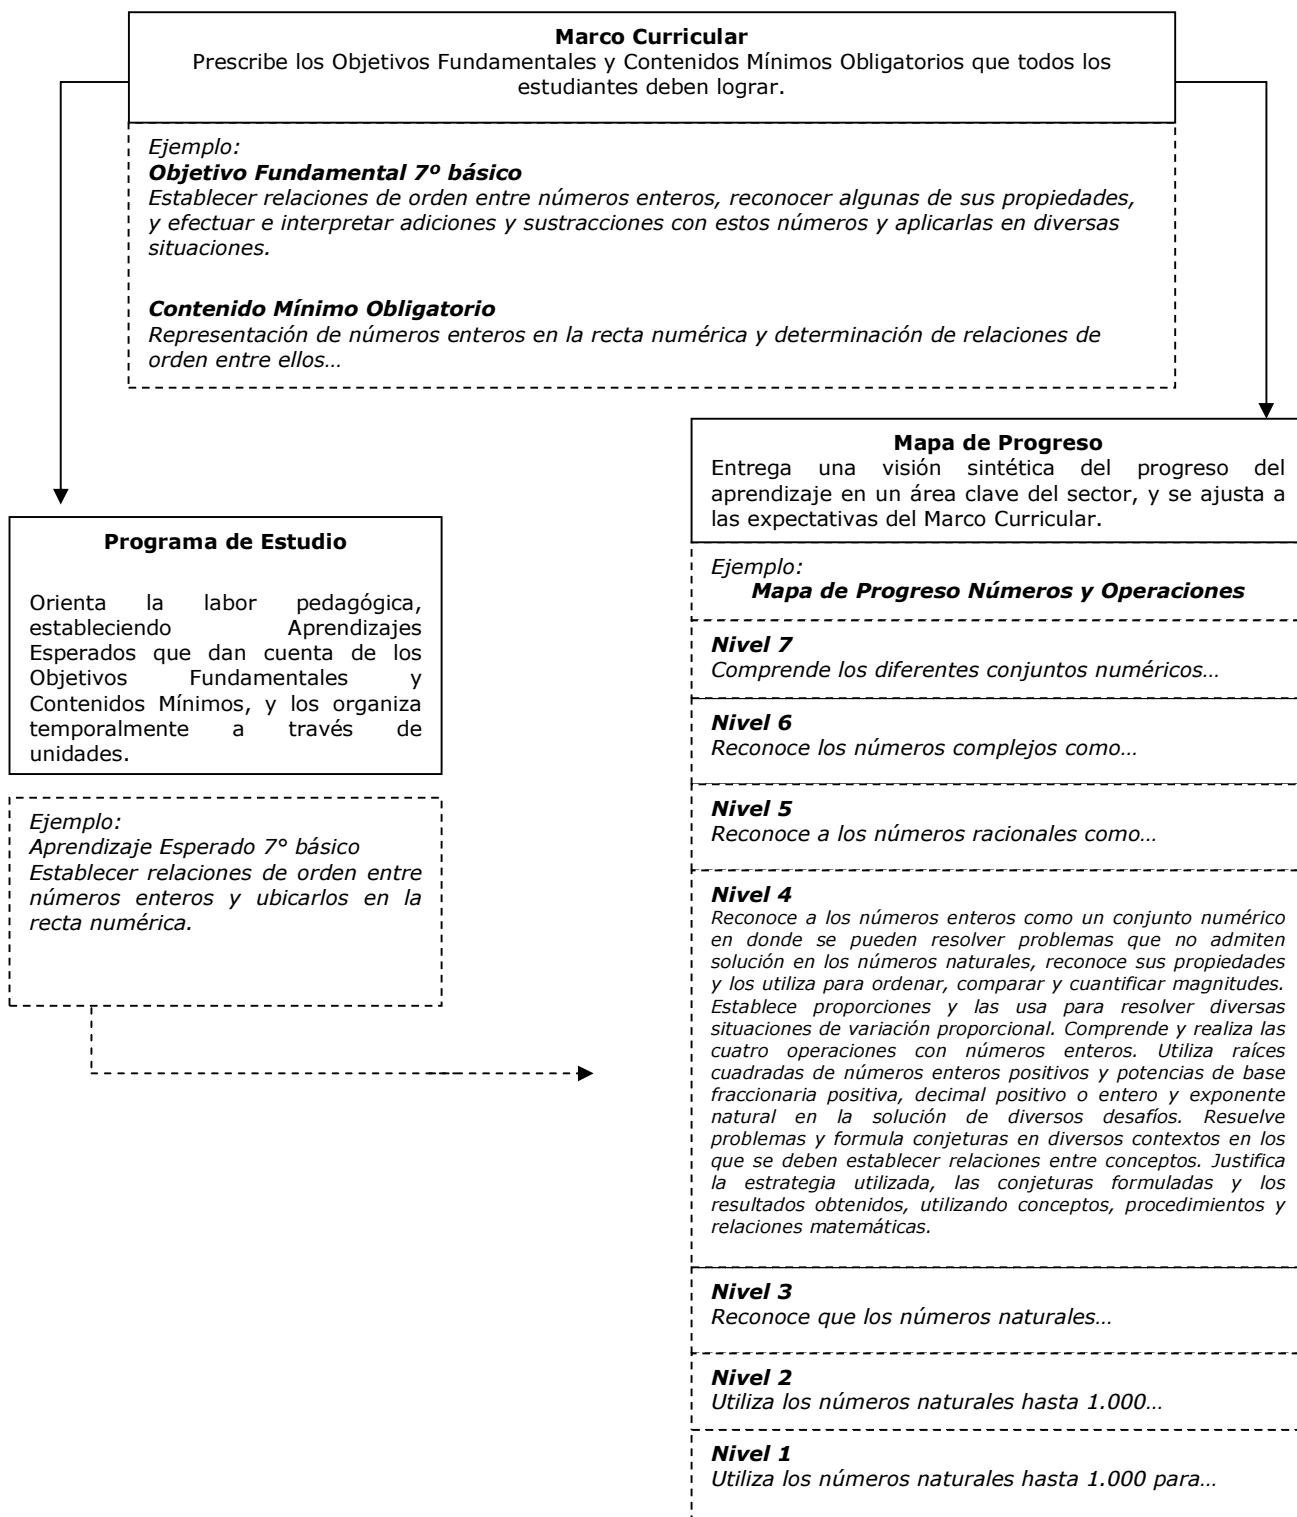 Marco Curricular
Prescribe los Objetivos Fundamentales y Contenidos Mínimos Obligatorios que todos los
estudiantes deben lograr.
Ejemplo:
Objetivo Fundamental 7º básico
Establecer relaciones de orden entre números enteros, reconocer algunas de sus propiedades,
y efectuar e interpretar adiciones y sustracciones con estos números y aplicarlas en diversas
situaciones.
Contenido Mínimo Obligatorio
Representación de números enteros en la recta numérica y determinación de relaciones de
orden entre ellos…
Programa de Estudio
Orienta la labor pedagógica,
estableciendo Aprendizajes
Esperados que dan cuenta de los
Objetivos Fundamentales y
Contenidos Mínimos, y los organiza
temporalmente a través de
unidades.
Ejemplo:
Aprendizaje Esperado 7° básico
Establecer relaciones de orden entre
números enteros y ubicarlos en la
recta numérica.
Mapa de Progreso
Entrega una visión sintética del progreso del
aprendizaje en un área clave del sector, y se ajusta a
las expectativas del Marco Curricular.
Ejemplo:
Mapa de Progreso Números y Operaciones
Nivel 7
Comprende los diferentes conjuntos numéricos…
Nivel 6
Reconoce los números complejos como…
Nivel 5
Reconoce a los números racionales como…
Nivel 4
Reconoce a los números enteros como un conjunto numérico
en donde se pueden resolver problemas que no admiten
solución en los números naturales, reconoce sus propiedades
y los utiliza para ordenar, comparar y cuantificar magnitudes.
Establece proporciones y las usa para resolver diversas
situaciones de variación proporcional. Comprende y realiza las
cuatro operaciones con números enteros. Utiliza raíces
cuadradas de números enteros positivos y potencias de base
fraccionaria positiva, decimal positivo o entero y exponente
natural en la solución de diversos desafíos. Resuelve
problemas y formula conjeturas en diversos contextos en los
que se deben establecer relaciones entre conceptos. Justifica
la estrategia utilizada, las conjeturas formuladas y los
resultados obtenidos, utilizando conceptos, procedimientos y
relaciones matemáticas.
Nivel 3
Reconoce que los números naturales…
Nivel 2
Utiliza los números naturales hasta 1.000…
Nivel 1
Utiliza los números naturales hasta 1.000 para…